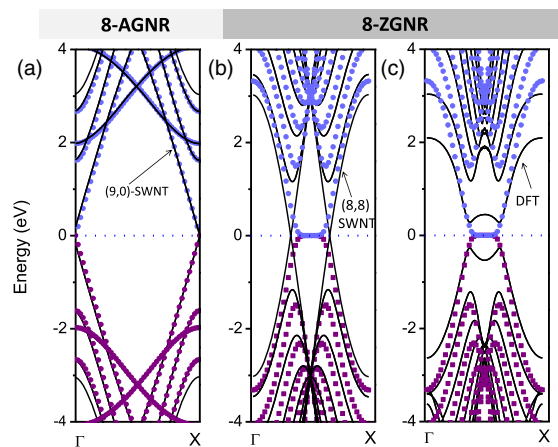 8-AGNR
8-ZGNR
(a)
(b)
(c)
Energy (eV)
4
2
0
-2
-4
Γ
X
(9,0)-SWNT
4
2
0
-2
-4
Γ
X
(8,8)
SWNT
4
2
0
-2
-4
Γ
X
DFT